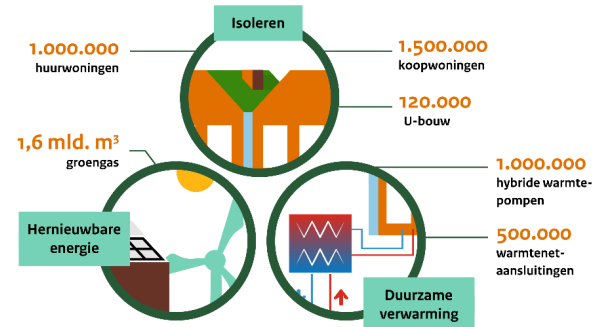 Isoleren
1.000.000
huurwoningen
1.500.000
koopwoningen
120.000
U-bouw
1,6 mld. m³
groengas
Hernieuwbare
energie
1.000.000
hybride warmte-
pompen
500.000
warmtenet-
aansluitingen
Duurzame
verwarming